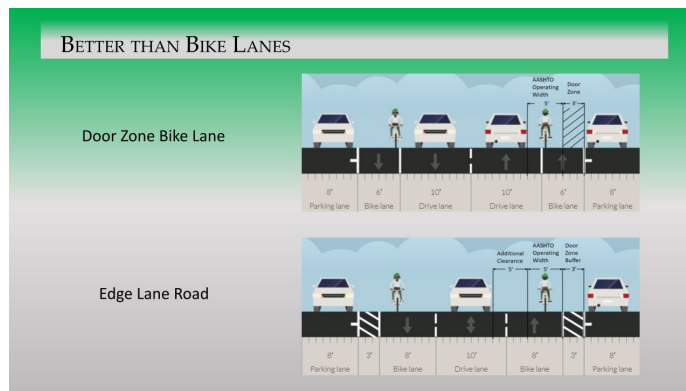 BETTER THAN BIKE LANES
Door Zone Bike Lane
AASHTO
Operating
Width
Door
Zone
5'
3'
8" 6" 10" 10" 6" 8"
Parking lane Bike lane Drive lane Drive lane Bike lane Parking lane
Edge Lane Road
Additional
Clearance
AASHTO
Operating
Width
Door
Zone
Buffer
5' 5' 3'
8" 3" 8" 10" 8" 3" 8"
Parking lane Bike lane Drive lane Bike lane Parking lane